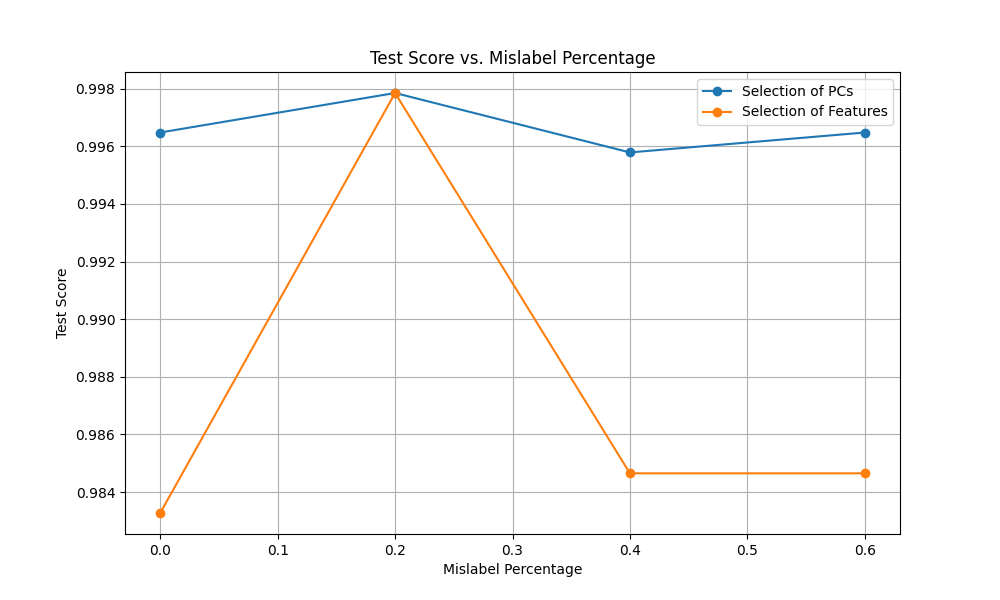 Test Score vs. Mislabel Percentage
Selection of PCs
Selection of Features
Test Score
0.998
0.996
0.994
0.992
0.990
0.988
0.986
0.984
0.0 0.1 0.2 0.3 0.4 0.5 0.6
Mislabel Percentage